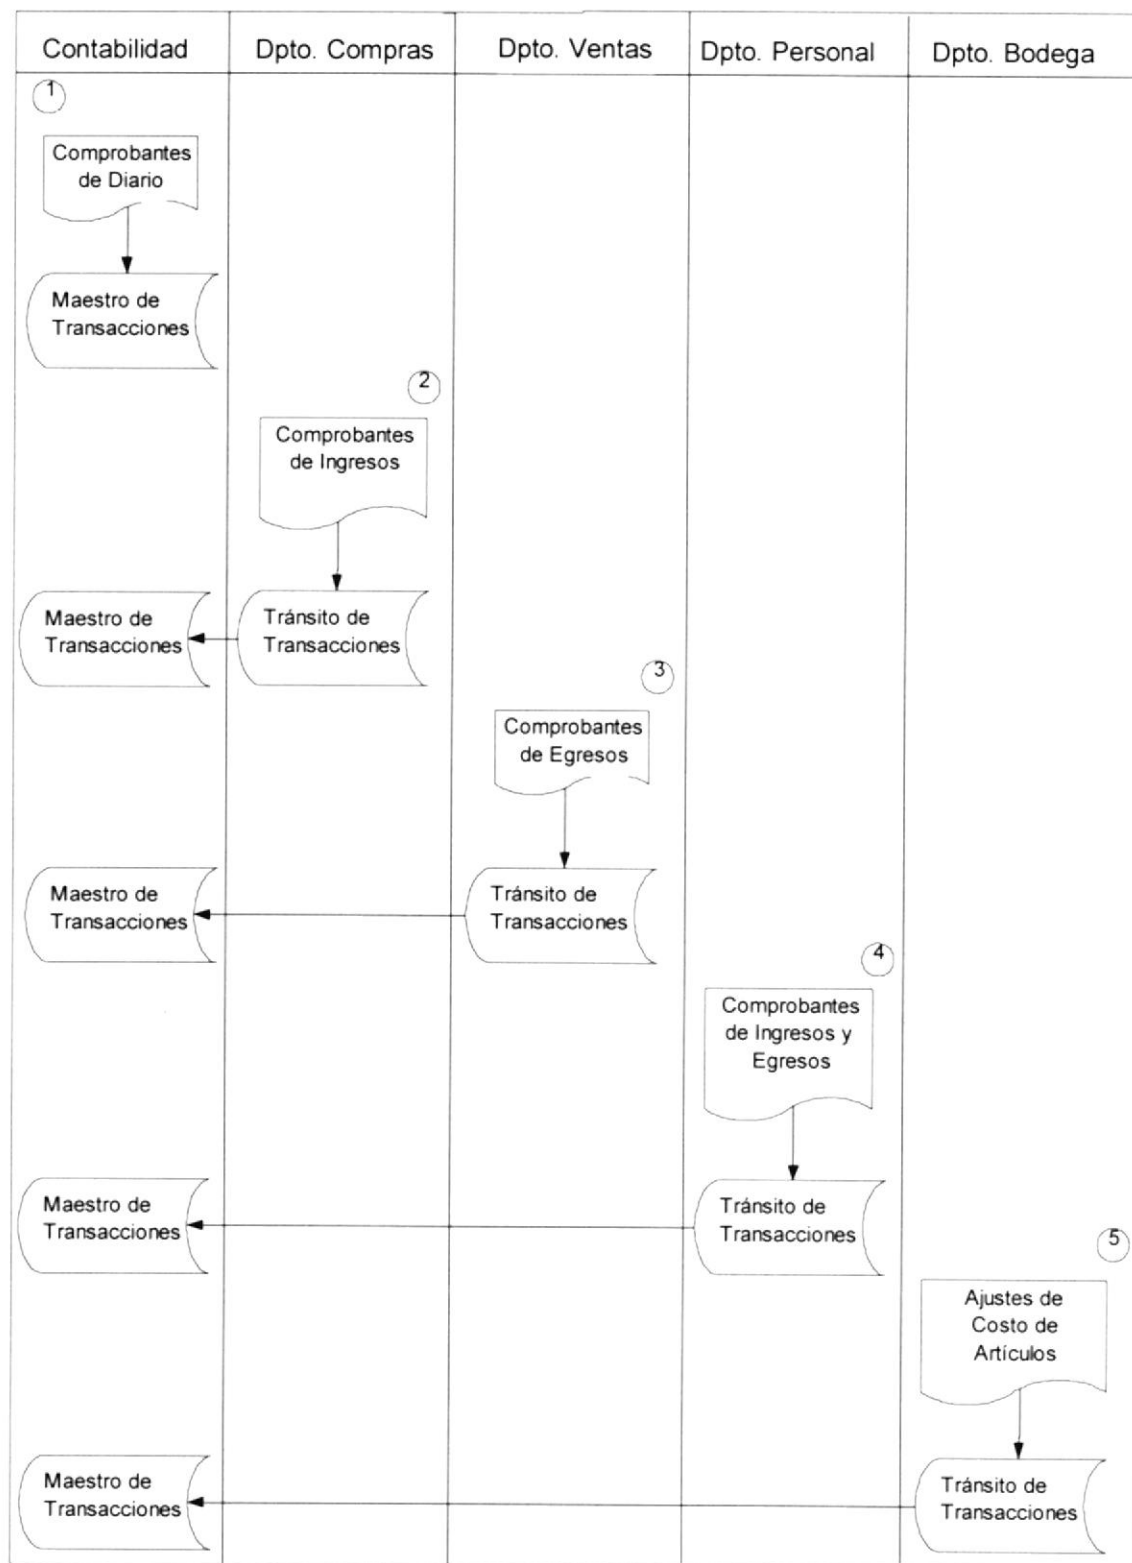 Contabilidad
Dpto. Compras
Dpto. Ventas
Dpto. Personal
Dpto. Bodega
1
Comprobantes
de Diario
Maestro de
Transacciones
2
Comprobantes
de Ingresos
Maestro de
Transacciones
Tránsito de
Transacciones
3
Comprobantes
de Egresos
Maestro de
Transacciones
Tránsito de
Transacciones
4
Comprobantes
de Ingresos y
Egresos
Maestro de
Transacciones
Tránsito de
Transacciones
5
Ajustes de
Costo de
Artículos
Maestro de
Transacciones
Tránsito de
Transacciones